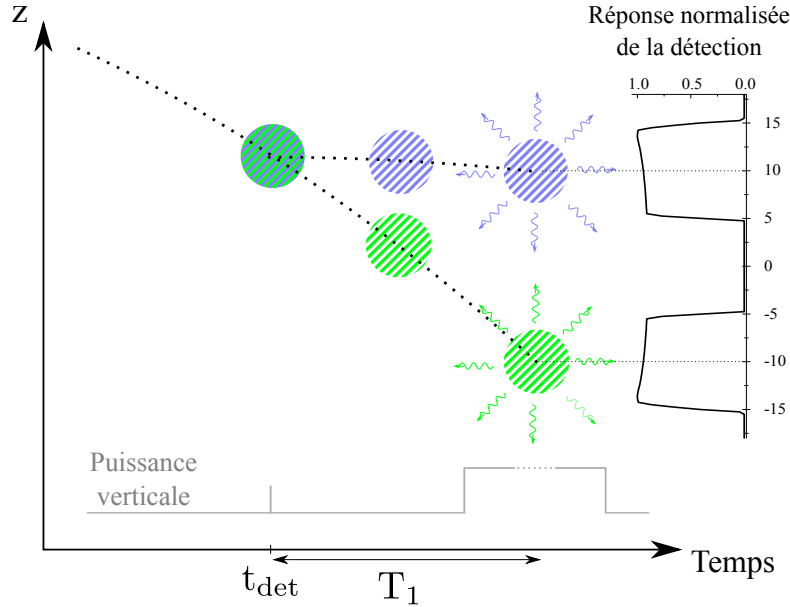 z
Réponse normalisée
de la détection
1.0 0.5 0.0
15
10
5
0
-5
-10
-15
Puissance
verticale
Temps
t_det
T_1